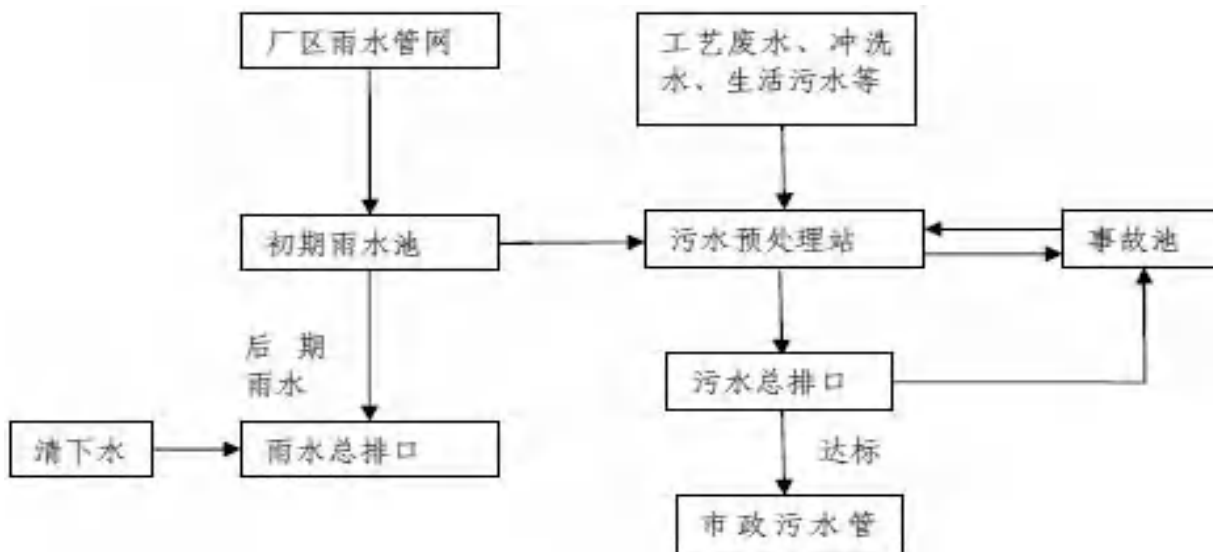 厂区雨水管网
工艺废水、冲洗
水、生活污水等
初期雨水池
污水预处理站
事故池
后期
雨水
污水总排口
清下水
雨水总排口
达标
市政污水管